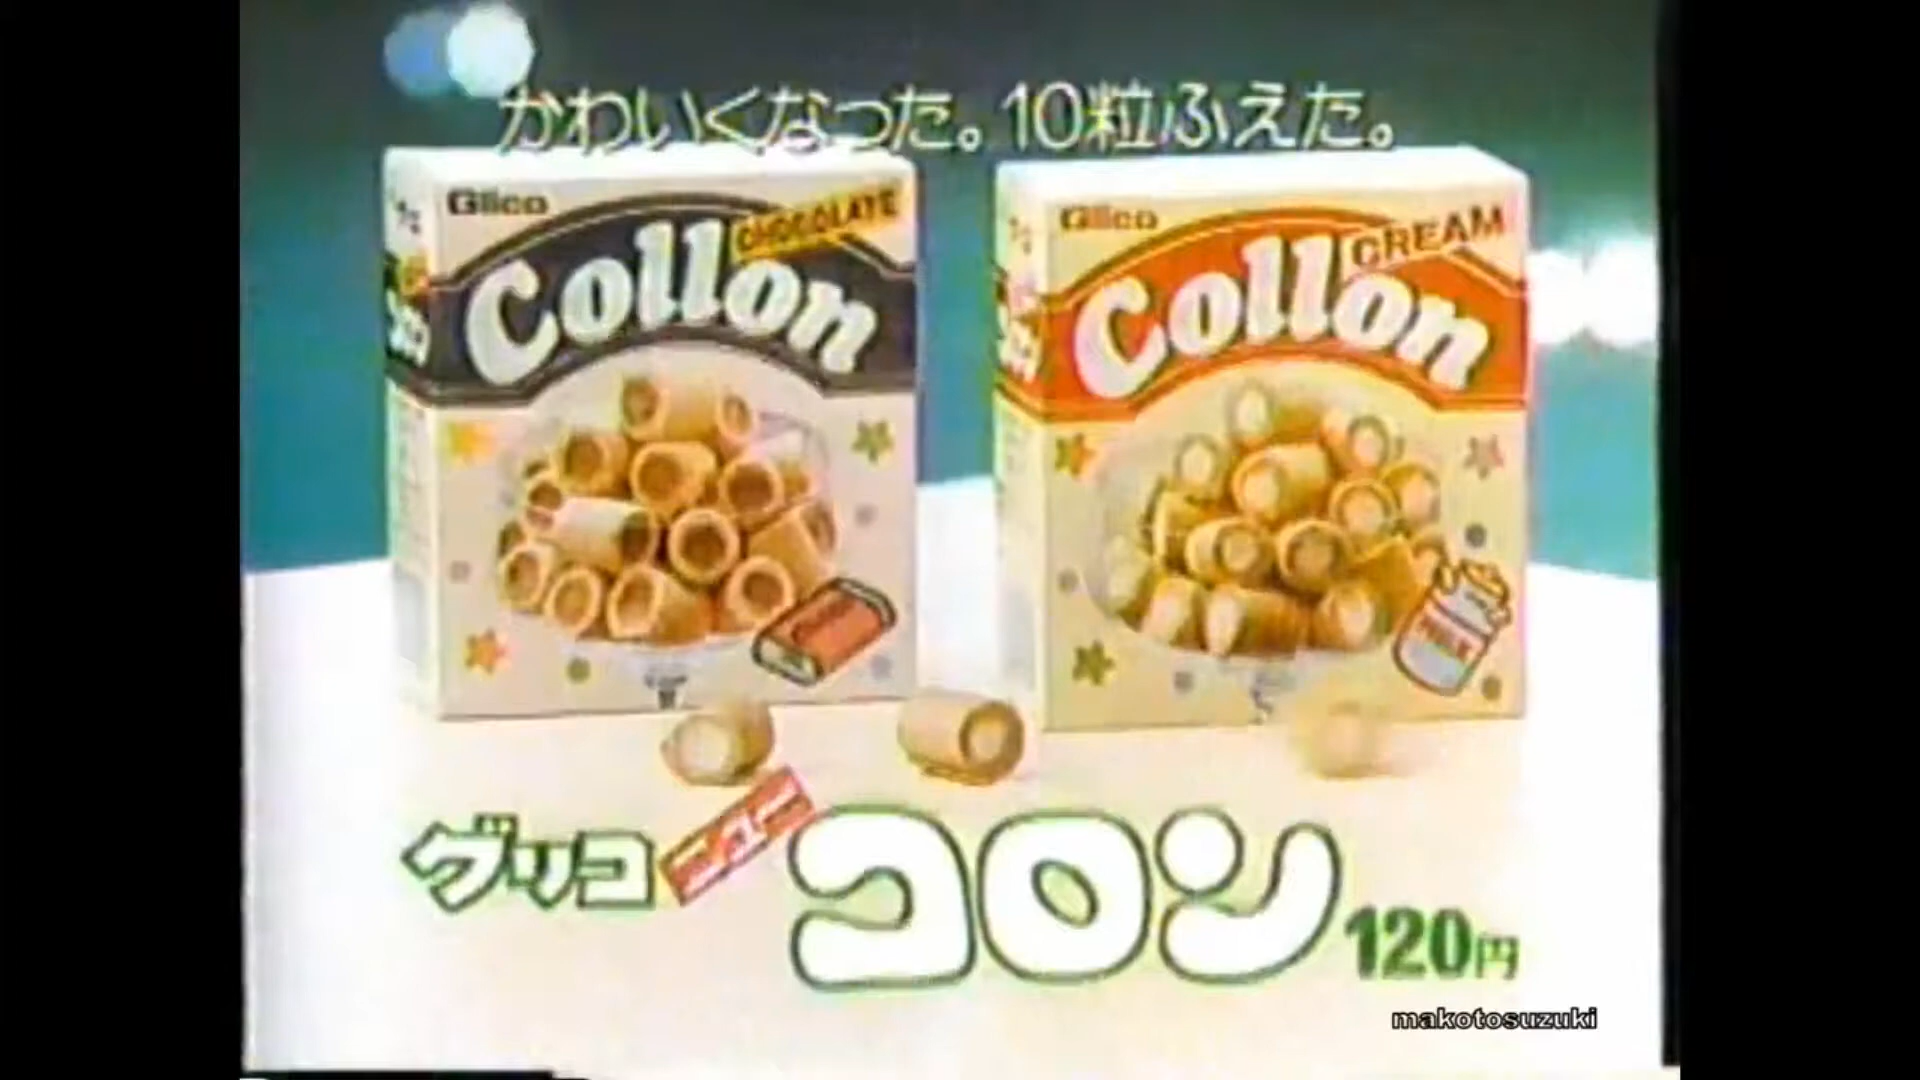 かわいくなった。10粒ふえた。
Glico
CHOCOLATE
Collon
Glico
CREAM
Collon
グリコ
ニュー
コロン
120円
makotosuzuki